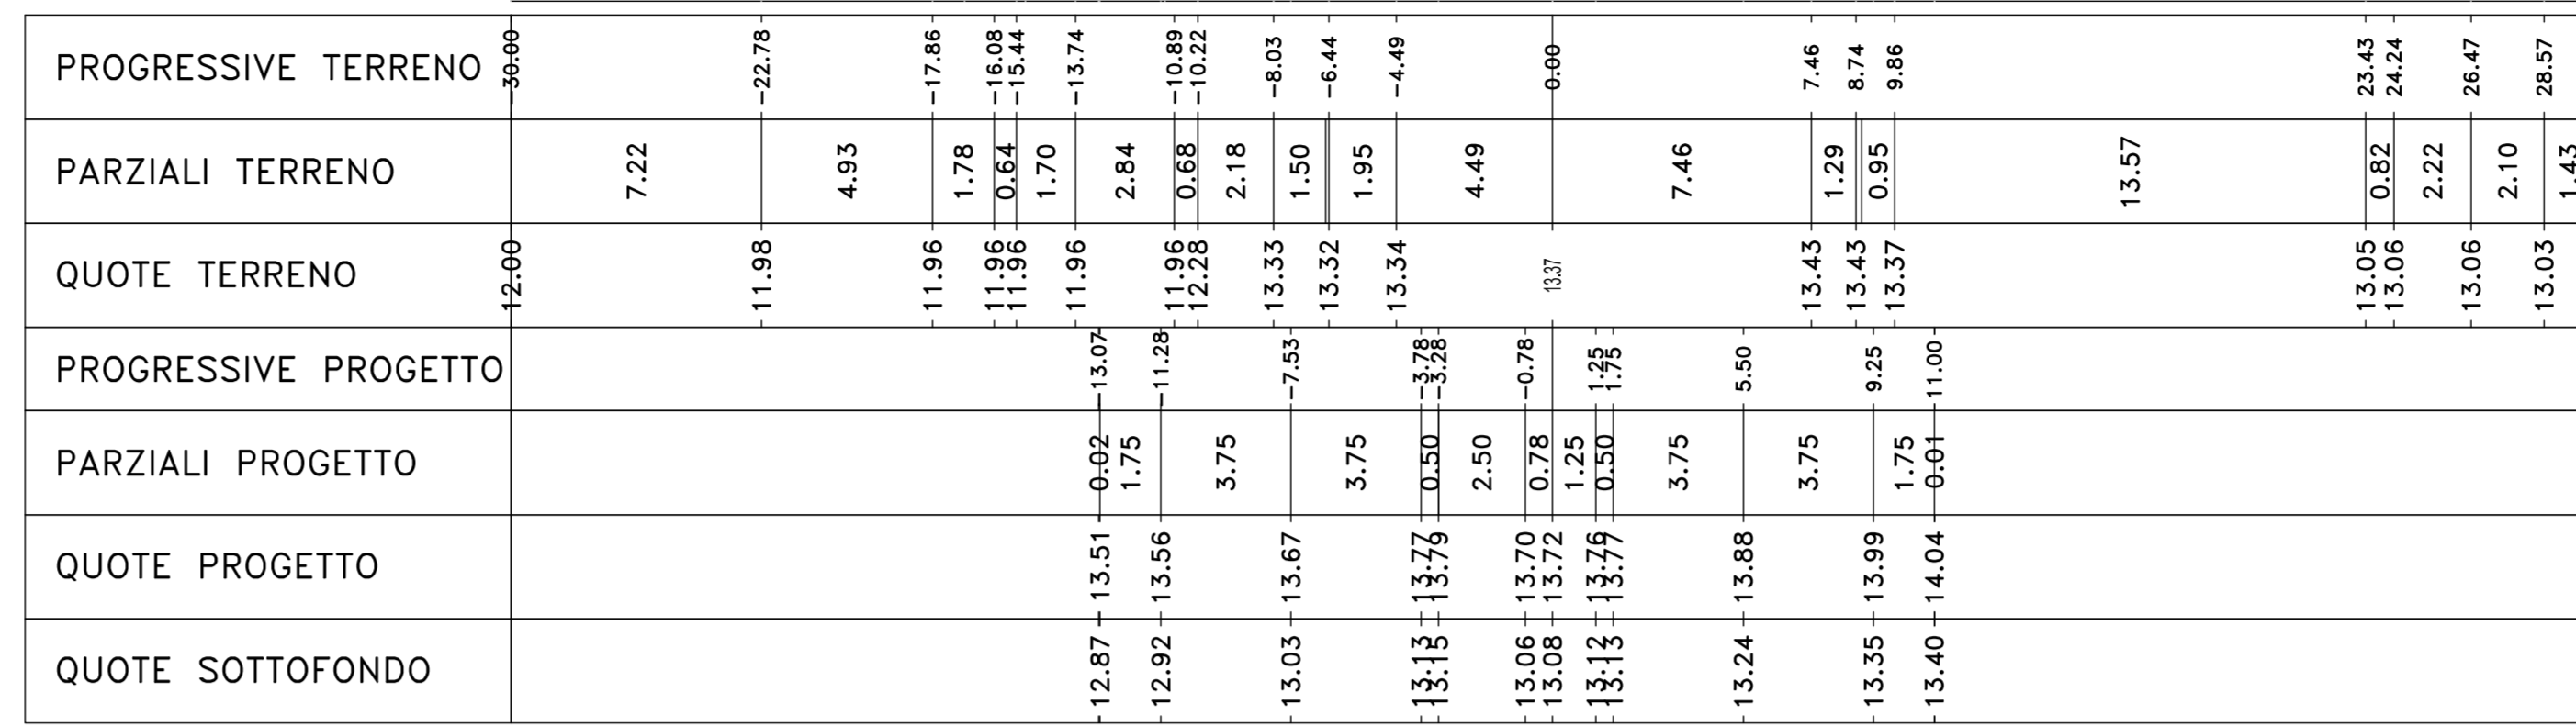 PROGRESSIVE TERRENO -30.00 -22.78 -17.86 -16.08 -15.44 -13.74 -10.89 -10.22 -8.03 -6.44 -4.49 0.00 7.46 8.74 9.86 23.43 24.24 26.47 28.57
PARZIALI TERRENO 7.22 4.93 1.78 0.64 1.70 2.84 0.68 2.18 1.50 1.95 4.49 7.46 1.29 0.95 13.57 0.82 2.22 2.10 1.43
QUOTE TERRENO 12.00 11.98 11.96 11.96 11.96 11.96 11.96 12.28 13.33 13.32 13.34 13.37 13.43 13.43 13.37 13.05 13.06 13.06 13.03
PROGRESSIVE PROGETTO -13.07 -11.28 -7.53 -3.78 -3.28 -0.78 1.25 1.75 5.50 9.25 11.00
PARZIALI PROGETTO 0.02 1.75 3.75 3.75 0.50 2.50 0.78 1.25 0.50 3.75 3.75 1.75 0.01
QUOTE PROGETTO 13.51 13.56 13.67 13.77 13.79 13.70 13.72 13.76 13.77 13.88 13.99 14.04
QUOTE SOTTOFONDO 12.87 12.92 13.03 13.13 13.15 13.06 13.08 13.12 13.13 13.24 13.35 13.40